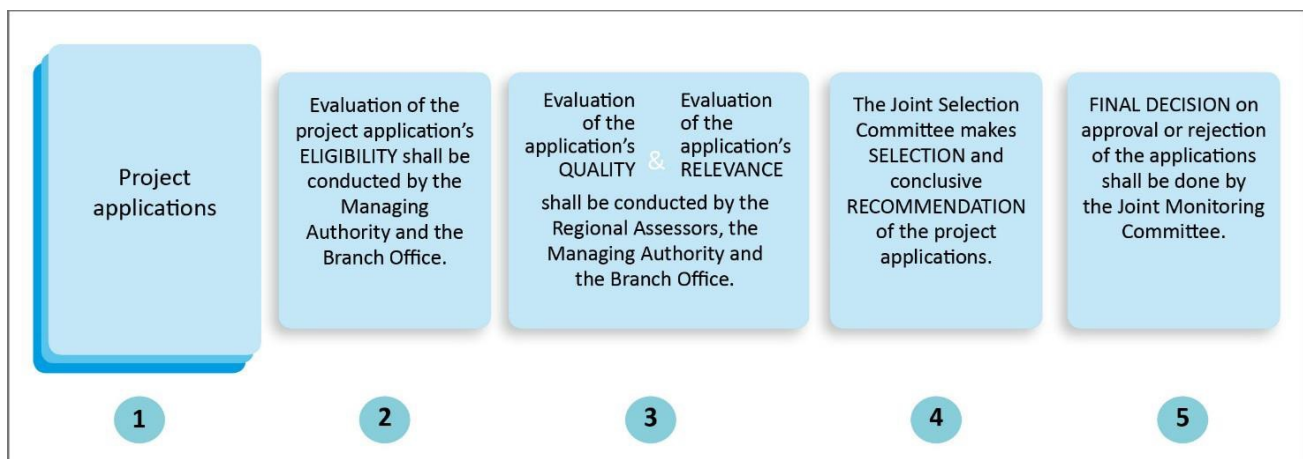 Project
applications
Evaluation of the
project application’s
ELIGIBILITY shall be
conducted by the
Managing
Authority and the
Branch Office.
Evaluation
of the
application’s
QUALITY
&
Evaluation
of the
application’s
RELEVANCE
shall be conducted by the
Regional Assessors, the
Managing Authority and
the Branch Office.
The Joint Selection
Committee makes
SELECTION and
conclusive
RECOMMENDATION
of the project
applications.
FINAL DECISION on
approval or rejection
of the applications
shall be done by
the Joint Monitoring
Committee.
1
2
3
4
5